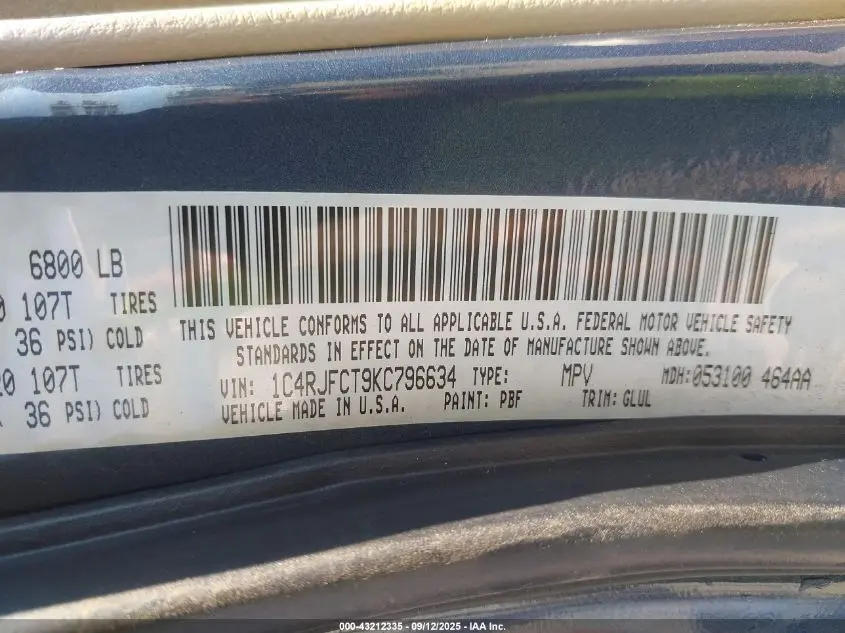 6800 LB
0 107T TIRES
36 PSI) COLD
20 107T TIRES
36 PSI) COLD
THIS VEHICLE CONFORMS TO ALL APPLICABLE U.S.A. FEDERAL MOTOR VEHICLE SAFETY
STANDARDS IN EFFECT ON THE DATE OF MANUFACTURE SHOWN ABOVE.
VIN: 1C4RJFCT9KC796634 TYPE: MPV MDH: 053100 464AA
VEHICLE MADE IN U.S.A. PAINT: PBF TRIM: GLUL
000-43212335 - 09/12/2025 - IAA Inc.